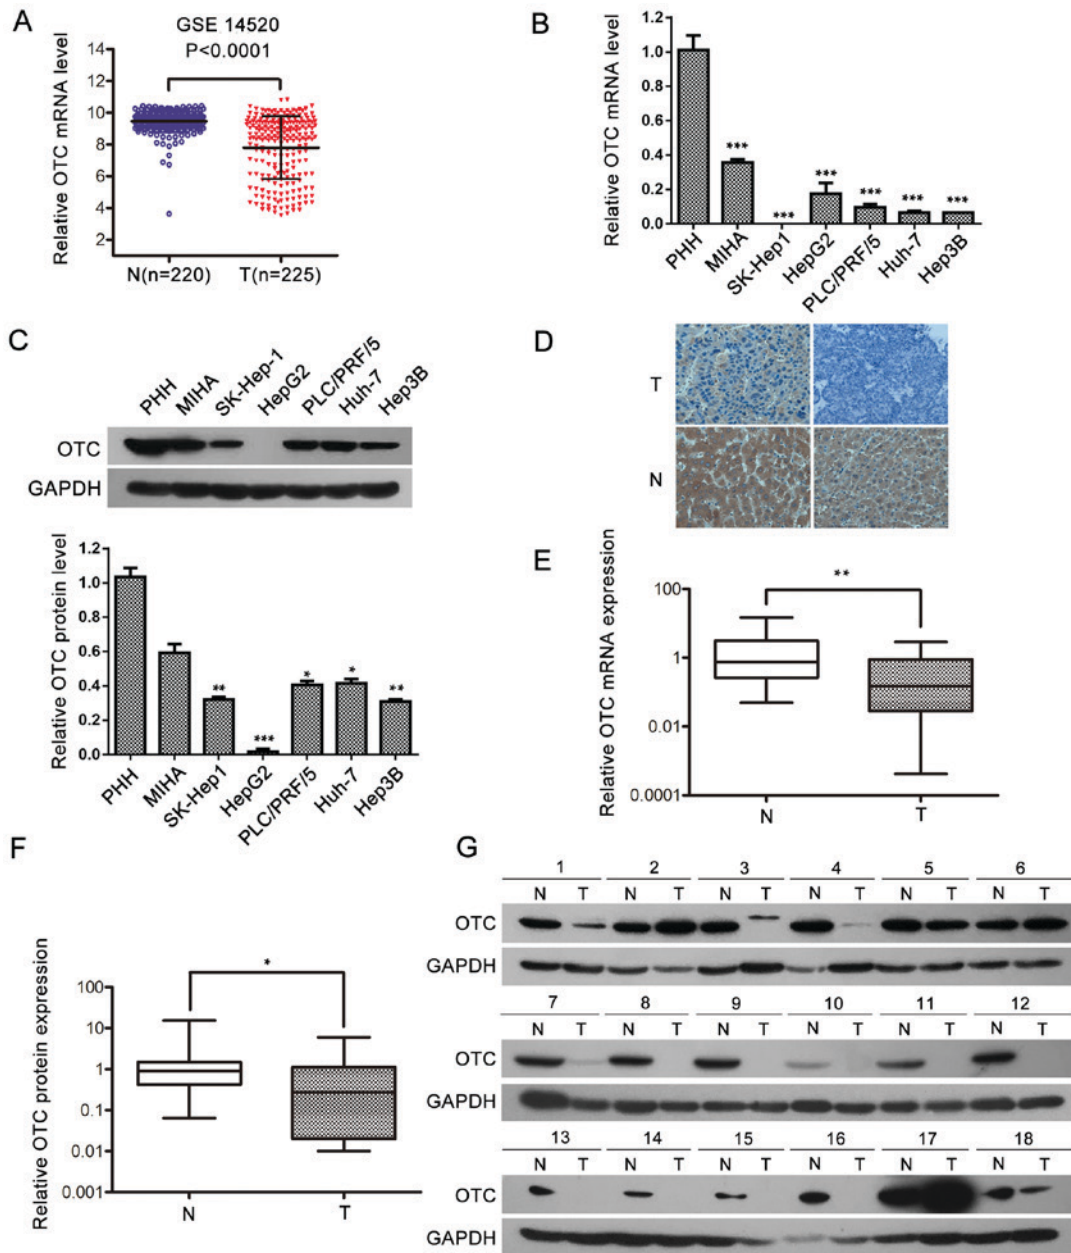 A
GSE 14520
P<0.0001
Relative OTC mRNA level
14
12
10
8
6
4
2
N(n=220) T(n=225)
B
Relative OTC mRNA level
1.2
1.0
0.8
0.6
0.4
0.2
0.0
*** *** *** *** *** ***
PHH MIHA SK-Hep1 HepG2 PLC/PRF/5 Huh-7 Hep3B
C
PHH MIHA SK-Hep-1 HepG2 PLC/PRF/5 Huh-7 Hep3B
OTC
GAPDH
Relative OTC protein level
1.2
1.0
0.8
0.6
0.4
0.2
0.0
** *** * * **
PHH MIHA SK-Hep1 HepG2 PLC/PRF/5 Huh-7 Hep3B
D
T
N
E
Relative OTC mRNA expression
**
100
1
0.01
0.0001
N T
F
Relative OTC protein expression
*
100
10
1
0.1
0.01
0.001
N T
G
1 2 3 4 5 6
N T N T N T N T N T N T
OTC
GAPDH
7 8 9 10 11 12
N T N T N T N T N T N T
OTC
GAPDH
13 14 15 16 17 18
N T N T N T N T N T N T
OTC
GAPDH